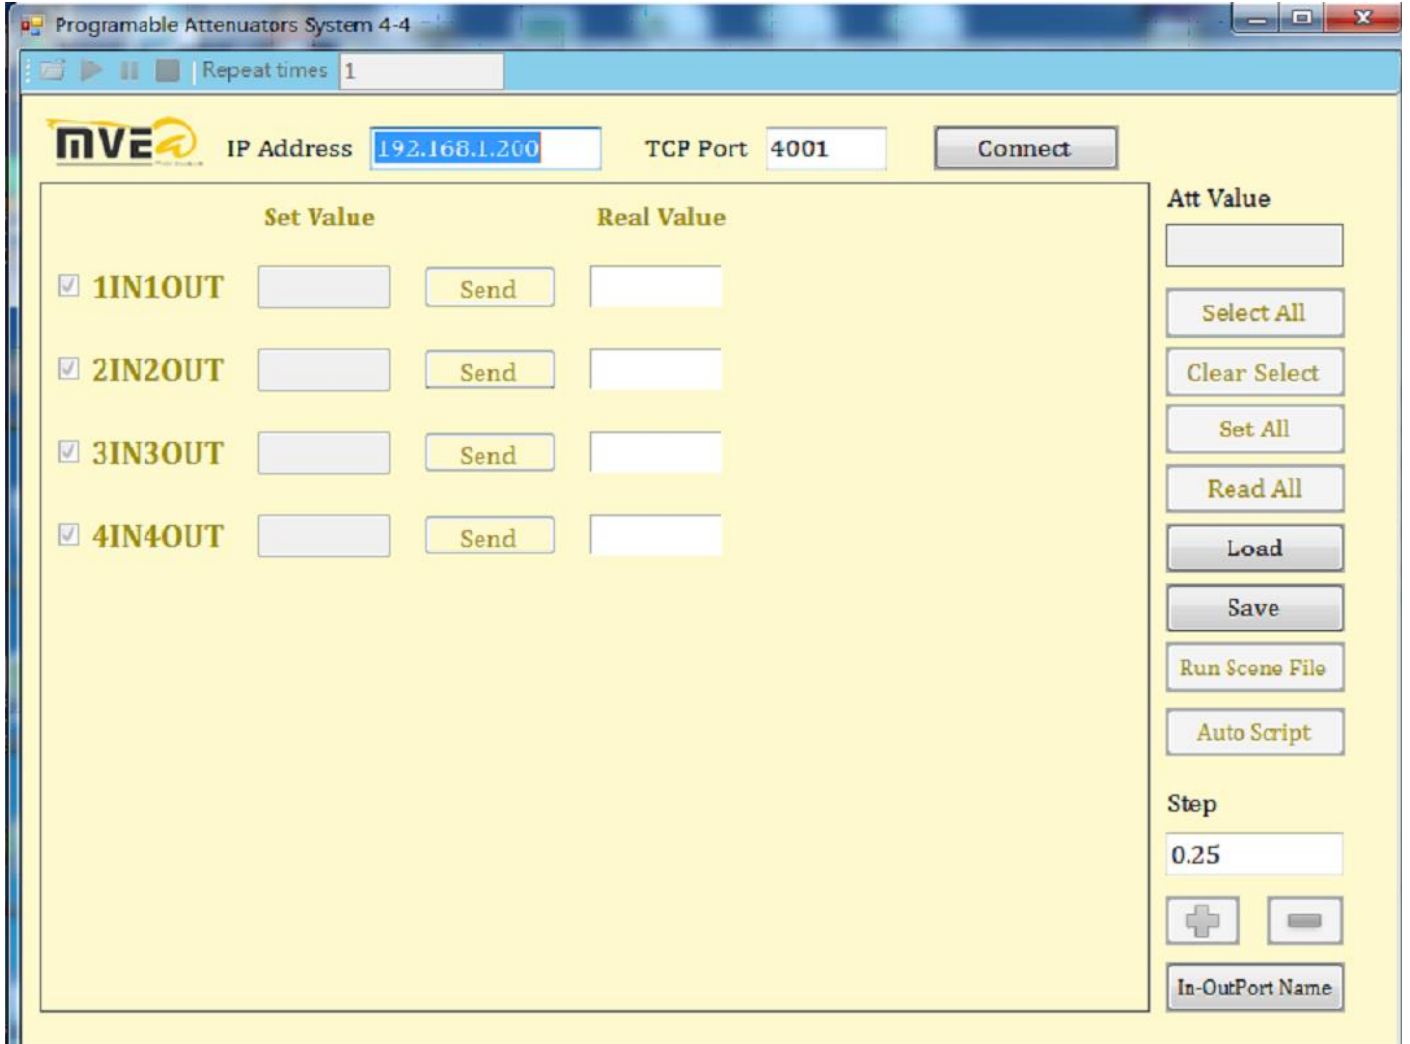 Programable Attenuators System 4-4
Repeat times 1
MVE IP Address 192.168.1.200 TCP Port 4001 Connect
Set Value Real Value Att Value
1IN1OUT Send
Select All
2IN2OUT Send Clear Select
Set All
3IN3OUT Send
Read All
4IN4OUT Send Load
Save
Run Scene File
Auto Script
Step
0.25
In-OutPort Name